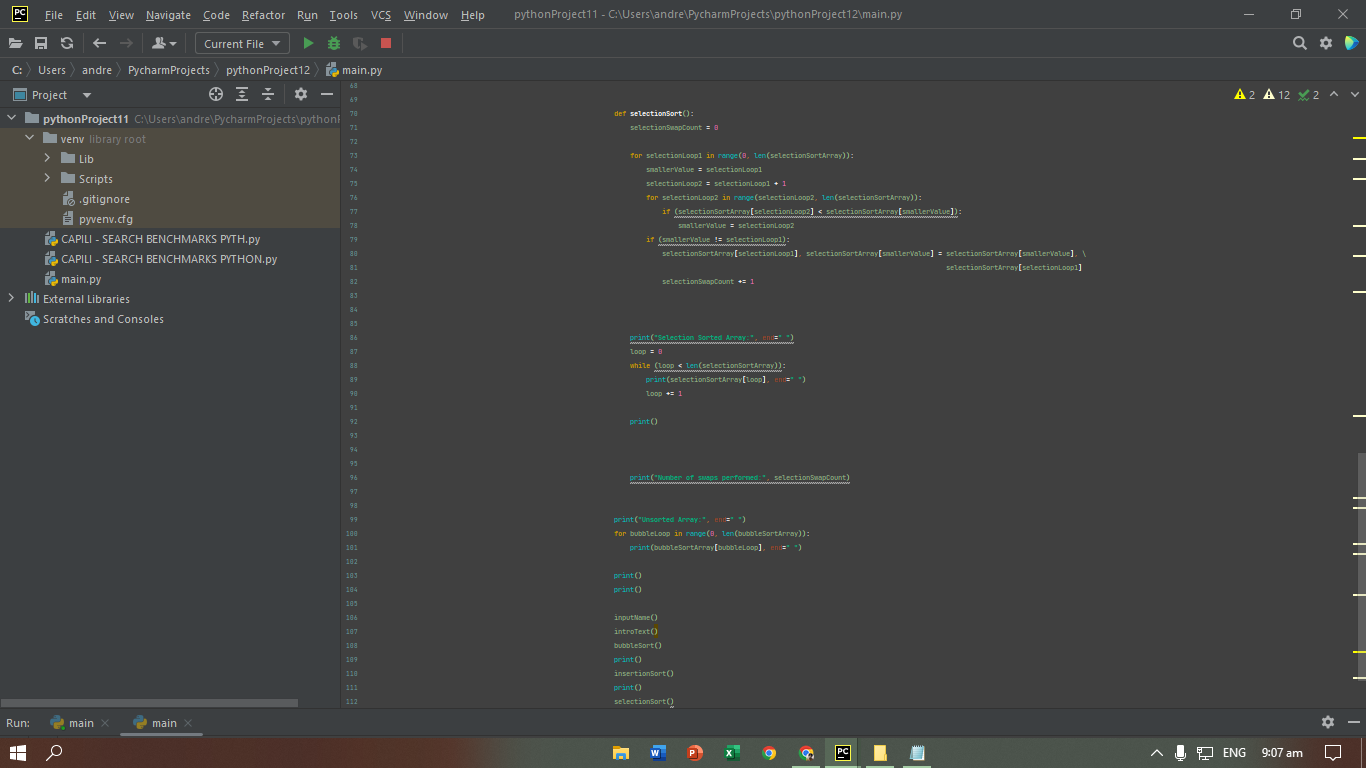 PC File Edit View Navigate Code Refactor Run Tools VCS Window Help pythonProject11 - C:\Users\andre\PycharmProjects\pythonProject12\main.py
Current File
C: Users andre PycharmProjects pythonProject12 main.py
Project
2 12 2
pythonProject11 C:\Users\andre\PycharmProjects\pythonP
venv library root
Lib
Scripts
.gitignore
pyvenv.cfg
CAPILI - SEARCH BENCHMARKS PYTH.py
CAPILI - SEARCH BENCHMARKS PYTHON.py
main.py
External Libraries
Scratches and Consoles
68
69
70 def selectionSort():
71 selectionSwapCount = 0
72
73 for selectionLoop1 in range(0, len(selectionSortArray)):
74 smallerValue = selectionLoop1
75 selectionLoop2 = selectionLoop1 + 1
76 for selectionLoop2 in range(selectionLoop2, len(selectionSortArray)):
77 if (selectionSortArray[selectionLoop2] < selectionSortArray[smallerValue]):
78 smallerValue = selectionLoop2
79 if (smallerValue != selectionLoop1):
80 selectionSortArray[selectionLoop1], selectionSortArray[smallerValue] = selectionSortArray[smallerValue], \
81 selectionSortArray[selectionLoop1]
82 selectionSwapCount += 1
83
84
85
86 print("Selection Sorted Array:", end=" ")
87 loop = 0
88 while (loop < len(selectionSortArray)):
89 print(selectionSortArray[loop], end=" ")
90 loop += 1
91
92 print()
93
94
95
96 print("Number of swaps performed:", selectionSwapCount)
97
98
99 print("Unsorted Array:", end=" ")
100 for bubbleLoop in range(0, len(bubbleSortArray)):
101 print(bubbleSortArray[bubbleLoop], end=" ")
102
103 print()
104 print()
105
106 inputName()
107 introText()
108 bubbleSort()
109 print()
110 insertionSort()
111 print()
112 selectionSort()
Run: main main
W P X PC ENG 9:07 am